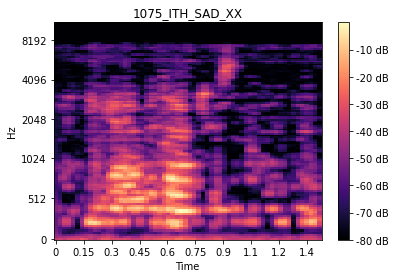 1075_ITH_SAD_XX
8192
4096
2048
1024
512
0
Hz
0 0.15 0.3 0.45 0.6 0.75 0.9 1.1 1.2 1.4
Time
-10 dB
-20 dB
-30 dB
-40 dB
-50 dB
-60 dB
-70 dB
-80 dB